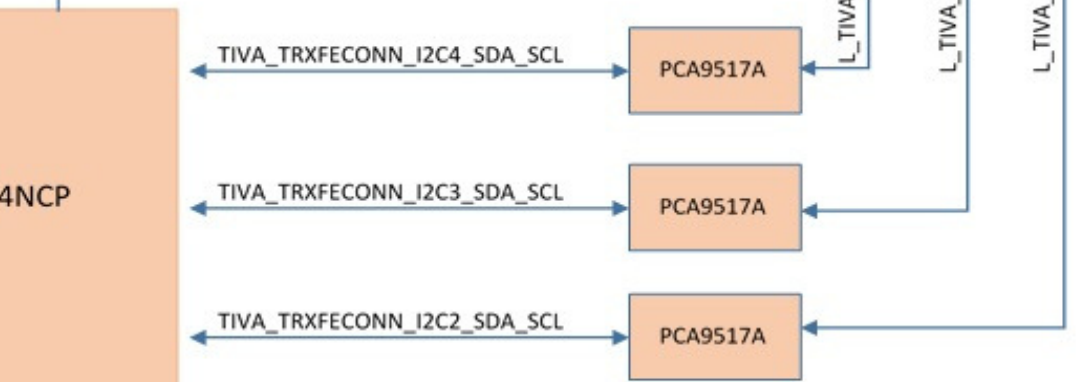 TIVA_TRXFECONN_I2C4_SDA_SCL
PCA9517A
L_TIVA
L_TIVA_
L_TIVA_
4NCP
TIVA_TRXFECONN_I2C3_SDA_SCL
PCA9517A
TIVA_TRXFECONN_I2C2_SDA_SCL
PCA9517A